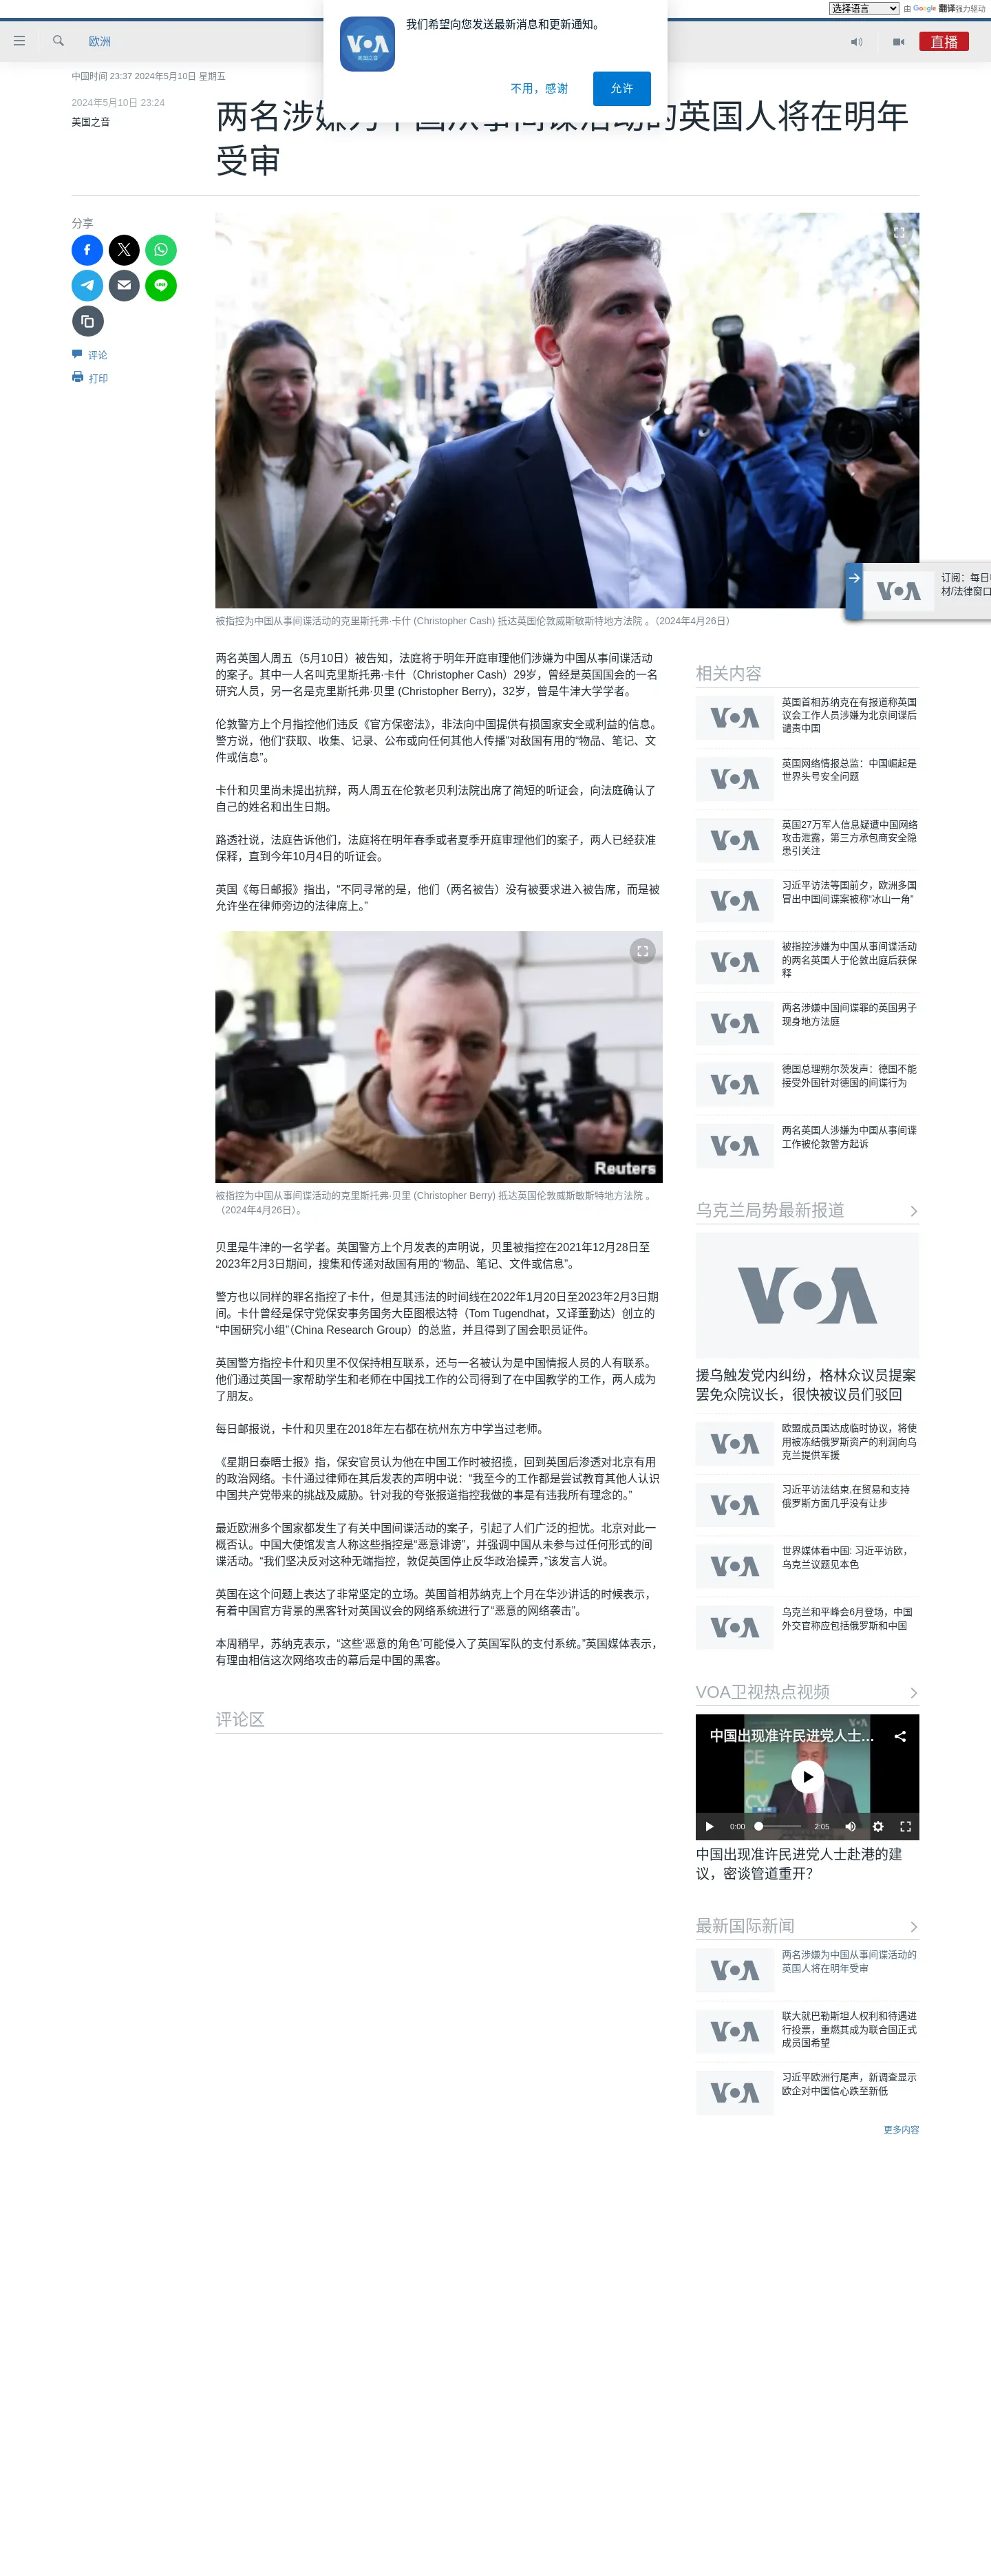 选择语言 由 Google 翻译强力驱动
欧洲
直播
VOA
美国之音
我们希望向您发送最新消息和更新通知。
不用，感谢
允许
中国时间 23:37 2024年5月10日 星期五
2024年5月10日 23:24
美国之音
两名涉嫌为中国从事间谍活动的英国人将在明年
受审
分享
评论
打印
被指控为中国从事间谍活动的克里斯托弗·卡什 (Christopher Cash) 抵达英国伦敦威斯敏斯特地方法院 。（2024年4月26日）
VOA
订阅：每日
材/法律窗口
两名英国人周五（5月10日）被告知，法庭将于明年开庭审理他们涉嫌为中国从事间谍活动
的案子。其中一人名叫克里斯托弗·卡什（Christopher Cash）29岁，曾经是英国国会的一名
研究人员，另一名是克里斯托弗·贝里 (Christopher Berry)，32岁，曾是牛津大学学者。
伦敦警方上个月指控他们违反《官方保密法》，非法向中国提供有损国家安全或利益的信息。
警方说，他们“获取、收集、记录、公布或向任何其他人传播”对敌国有用的“物品、笔记、文
件或信息”。
卡什和贝里尚未提出抗辩，两人周五在伦敦老贝利法院出席了简短的听证会，向法庭确认了
自己的姓名和出生日期。
路透社说，法庭告诉他们，法庭将在明年春季或者夏季开庭审理他们的案子，两人已经获准
保释，直到今年10月4日的听证会。
英国《每日邮报》指出，“不同寻常的是，他们（两名被告）没有被要求进入被告席，而是被
允许坐在律师旁边的法律席上。”
Reuters
被指控为中国从事间谍活动的克里斯托弗·贝里 (Christopher Berry) 抵达英国伦敦威斯敏斯特地方法院 。
（2024年4月26日）。
贝里是牛津的一名学者。英国警方上个月发表的声明说，贝里被指控在2021年12月28日至
2023年2月3日期间，搜集和传递对敌国有用的“物品、笔记、文件或信息”。
警方也以同样的罪名指控了卡什，但是其违法的时间线在2022年1月20日至2023年2月3日期
间。卡什曾经是保守党保安事务国务大臣图根达特（Tom Tugendhat，又译董勤达）创立的
“中国研究小组”（China Research Group）的总监，并且得到了国会职员证件。
英国警方指控卡什和贝里不仅保持相互联系，还与一名被认为是中国情报人员的人有联系。
他们通过英国一家帮助学生和老师在中国找工作的公司得到了在中国教学的工作，两人成为
了朋友。
每日邮报说，卡什和贝里在2018年左右都在杭州东方中学当过老师。
《星期日泰晤士报》指，保安官员认为他在中国工作时被招揽，回到英国后渗透对北京有用
的政治网络。卡什通过律师在其后发表的声明中说：“我至今的工作都是尝试教育其他人认识
中国共产党带来的挑战及威胁。针对我的夸张报道指控我做的事是有违我所有理念的。”
最近欧洲多个国家都发生了有关中国间谍活动的案子，引起了人们广泛的担忧。北京对此一
概否认。中国大使馆发言人称这些指控是“恶意诽谤”，并强调中国从未参与过任何形式的间
谍活动。“我们坚决反对这种无端指控，敦促英国停止反华政治操弄，”该发言人说。
英国在这个问题上表达了非常坚定的立场。英国首相苏纳克上个月在华沙讲话的时候表示，
有着中国官方背景的黑客针对英国议会的网络系统进行了“恶意的网络袭击”。
本周稍早，苏纳克表示，“这些‘恶意的角色’可能侵入了英国军队的支付系统。”英国媒体表示，
有理由相信这次网络攻击的幕后是中国的黑客。
评论区
相关内容
VOA
英国首相苏纳克在有报道称英国
议会工作人员涉嫌为北京间谍后
谴责中国
VOA
英国网络情报总监：中国崛起是
世界头号安全问题
VOA
英国27万军人信息疑遭中国网络
攻击泄露，第三方承包商安全隐
患引关注
VOA
习近平访法等国前夕，欧洲多国
冒出中国间谍案被称“冰山一角”
VOA
被指控涉嫌为中国从事间谍活动
的两名英国人于伦敦出庭后获保
释
VOA
两名涉嫌中国间谍罪的英国男子
现身地方法庭
VOA
德国总理朔尔茨发声：德国不能
接受外国针对德国的间谍行为
VOA
两名英国人涉嫌为中国从事间谍
工作被伦敦警方起诉
乌克兰局势最新报道
VOA
援乌触发党内纠纷，格林众议员提案
罢免众院议长，很快被议员们驳回
VOA
欧盟成员国达成临时协议，将使
用被冻结俄罗斯资产的利润向乌
克兰提供军援
VOA
习近平访法结束,在贸易和支持
俄罗斯方面几乎没有让步
VOA
世界媒体看中国: 习近平访欧，
乌克兰议题见本色
VOA
乌克兰和平峰会6月登场，中国
外交官称应包括俄罗斯和中国
VOA卫视热点视频
中国出现准许民进党人士...
VOA
0:00
2:05
中国出现准许民进党人士赴港的建
议，密谈管道重开？
最新国际新闻
VOA
两名涉嫌为中国从事间谍活动的
英国人将在明年受审
VOA
联大就巴勒斯坦人权利和待遇进
行投票，重燃其成为联合国正式
成员国希望
VOA
习近平欧洲行尾声，新调查显示
欧企对中国信心跌至新低
更多内容